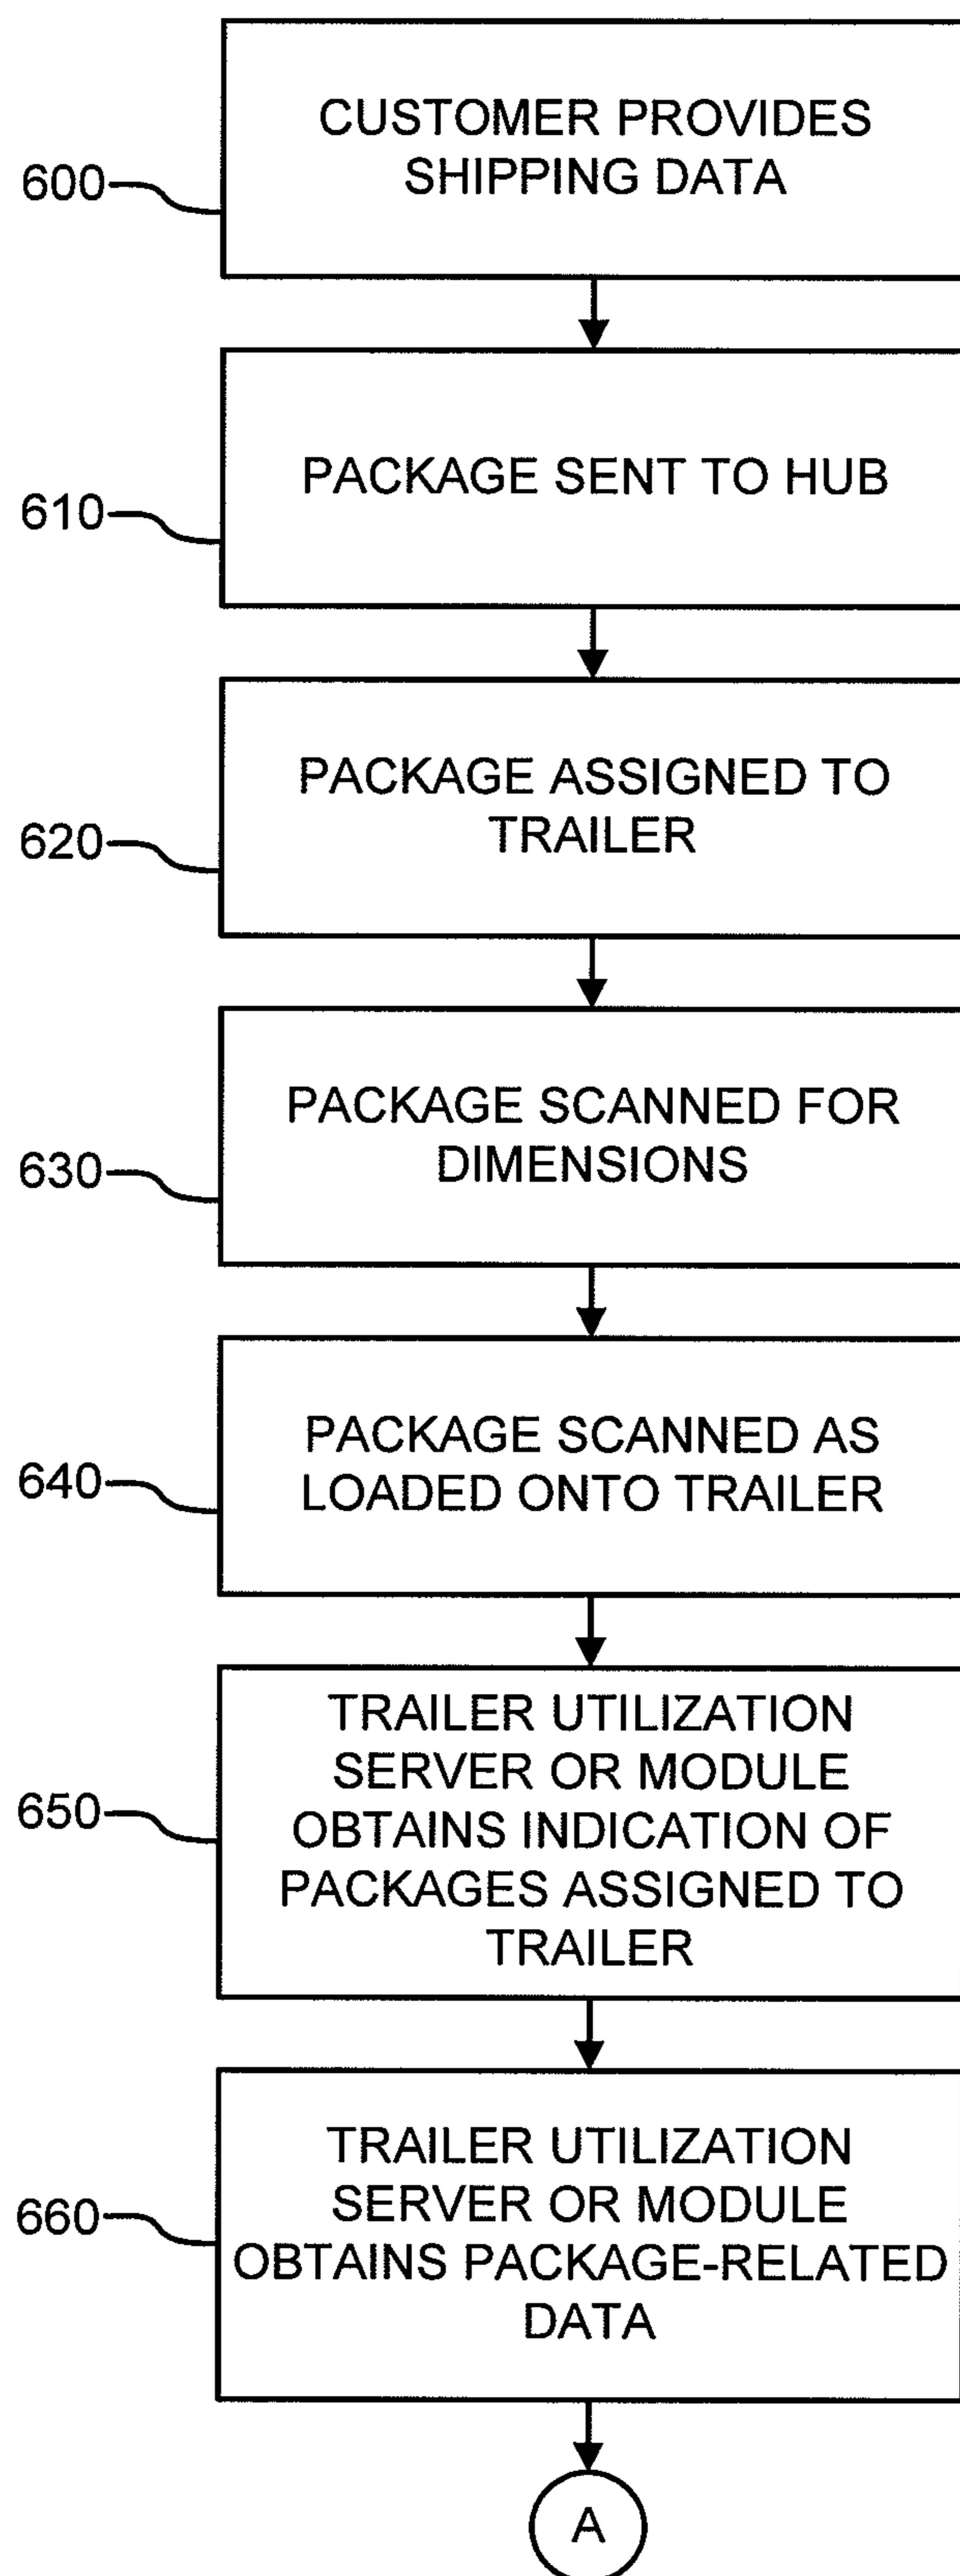 CUSTOMER PROVIDES
SHIPPING DATA
600
PACKAGE SENT TO HUB
610
PACKAGE ASSIGNED TO
TRAILER
620
PACKAGE SCANNED FOR
DIMENSIONS
630
PACKAGE SCANNED AS
LOADED ONTO TRAILER
640
TRAILER UTILIZATION
SERVER OR MODULE
OBTAINS INDICATION OF
PACKAGES ASSIGNED TO
TRAILER
650
TRAILER UTILIZATION
SERVER OR MODULE
OBTAINS PACKAGE-RELATED
DATA
660
A